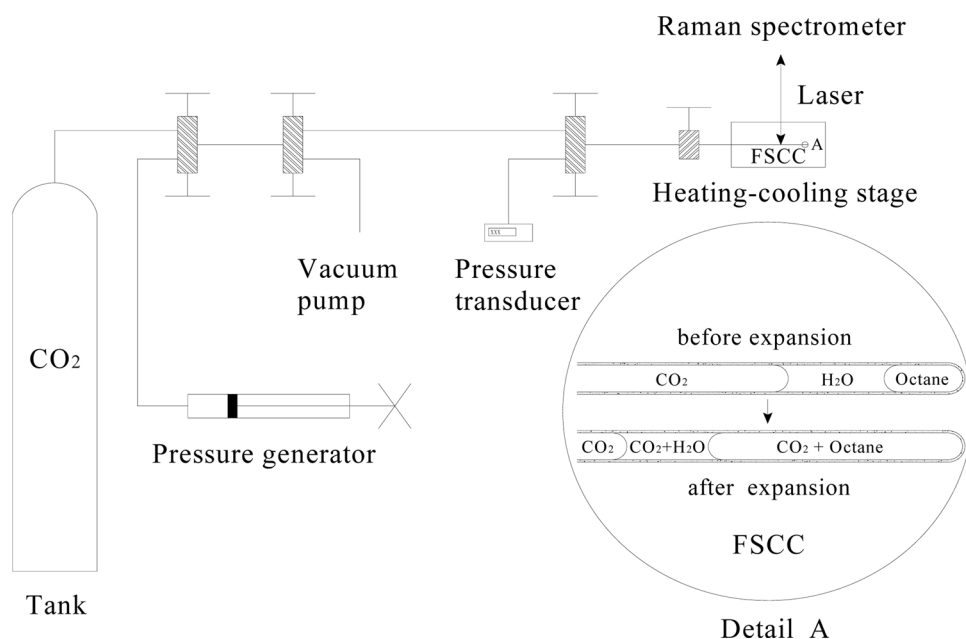 Raman spectrometer
Laser
A
FSCC
Heating-cooling stage
XXX
Vacuum
pump
Pressure
transducer
CO₂
before expansion
CO₂ H₂O Octane
CO₂ CO₂+H₂O CO₂ + Octane
after expansion
Pressure generator
FSCC
Tank
Detail A